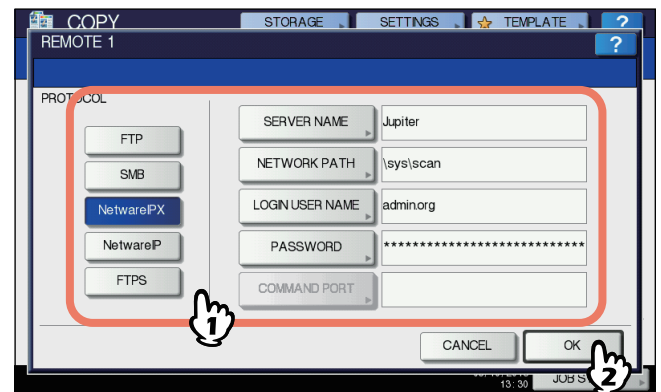 COPY STORAGE SETTINGS TEMPLATE ?
REMOTE 1 ?
PROTOCOL
FTP
SMB
NetwareIPX
NetwareIP
FTPS
SERVER NAME Jupiter
NETWORK PATH \sys\scan
LOGIN USER NAME admin.org
PASSWORD ****************************
COMMAND PORT
1
CANCEL OK
2
13:30 JOB S